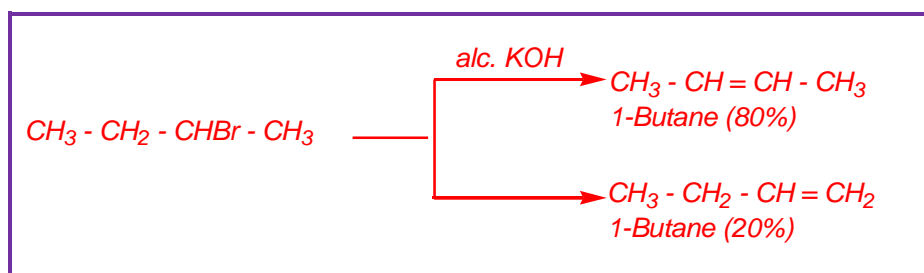 alc. KOH
CH₃ - CH = CH - CH₃
1-Butane (80%)
CH₃ - CH₂ - CHBr - CH₃
CH₃ - CH₂ - CH = CH₂
1-Butane (20%)